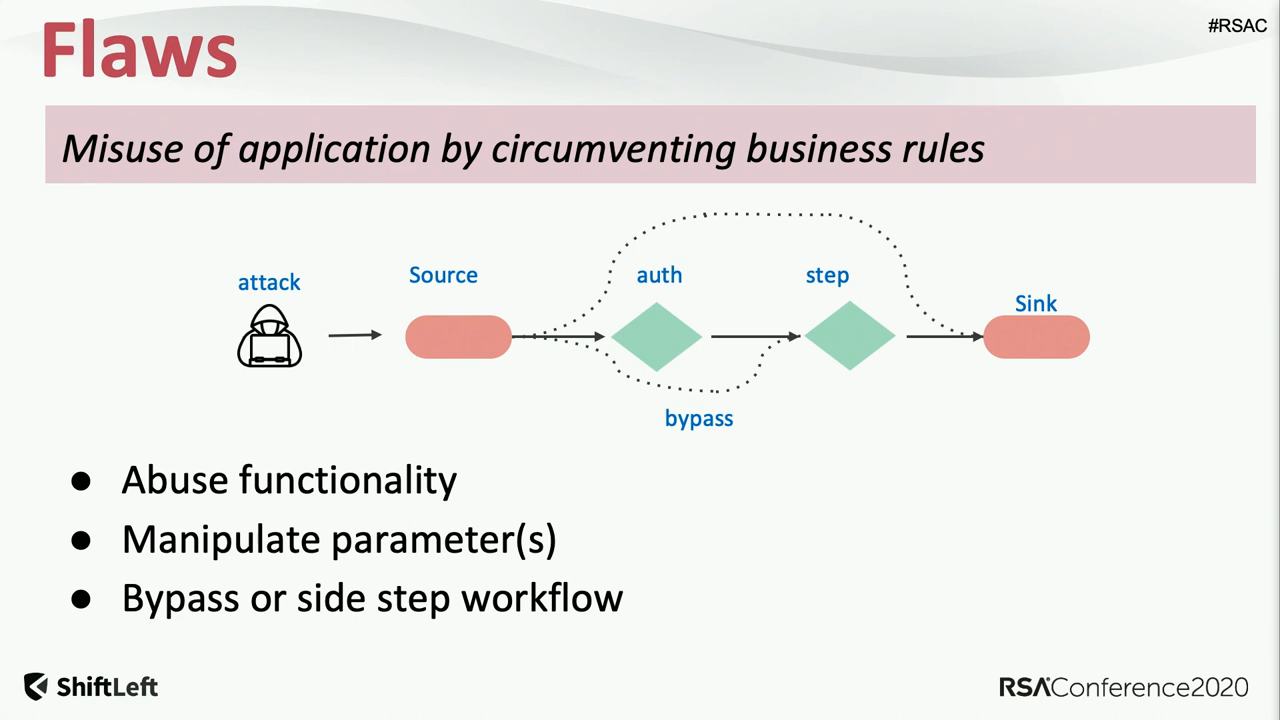 #RSAC
Flaws
Misuse of application by circumventing business rules
attack
Source
auth
step
Sink
bypass
● Abuse functionality
● Manipulate parameter(s)
● Bypass or side step workflow
ShiftLeft
RSAConference2020